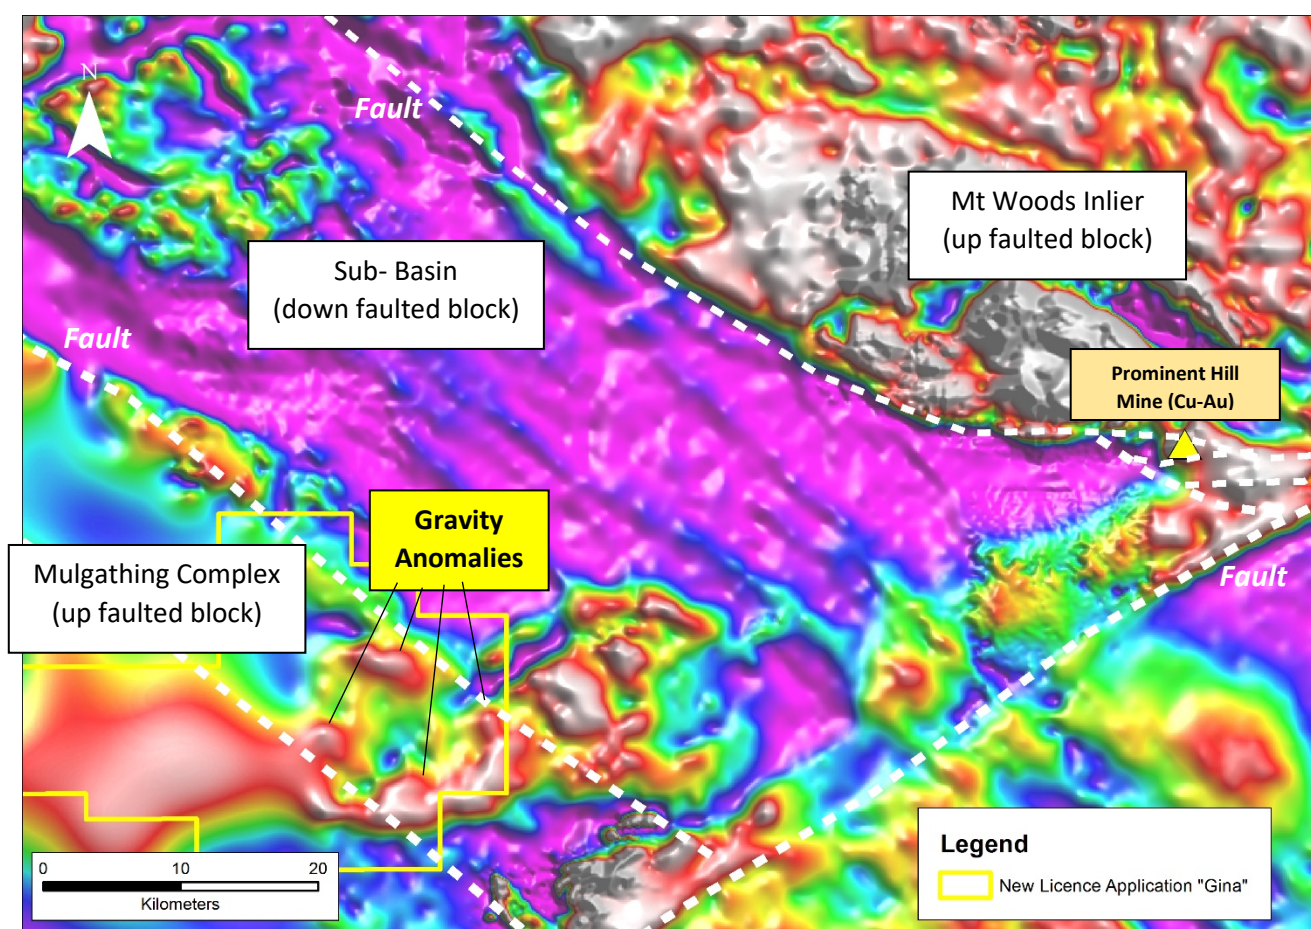 N
Fault
Mt Woods Inlier
(up faulted block)
Sub- Basin
(down faulted block)
Fault
Prominent Hill
Mine (Cu-Au)
Gravity
Anomalies
Mulgathing Complex
(up faulted block)
Fault
Legend
New Licence Application "Gina"
0 10 20
Kilometers